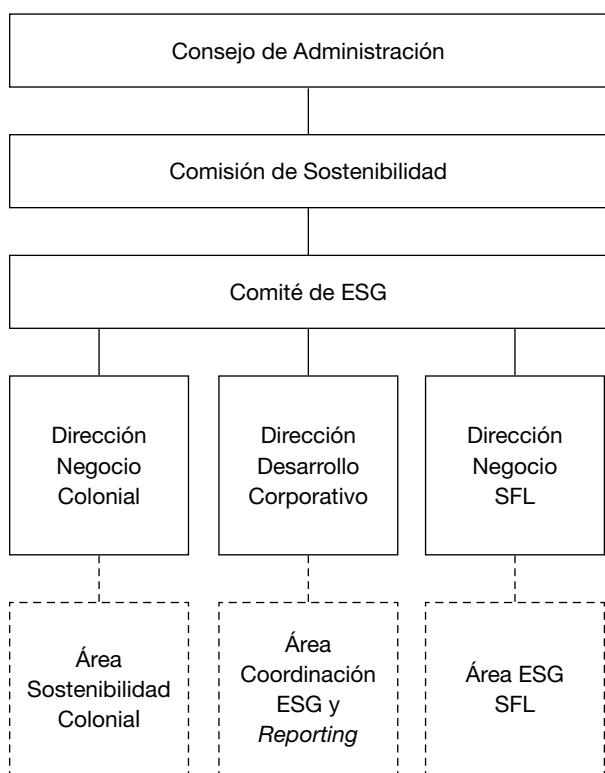 Consejo de Administración
Comisión de Sostenibilidad
Comité de ESG
Dirección
Negocio
Colonial
Dirección
Desarrollo
Corporativo
Dirección
Negocio
SFL
Área
Sostenibilidad
Colonial
Área
Coordinación
ESG y
Reporting
Área ESG
SFL